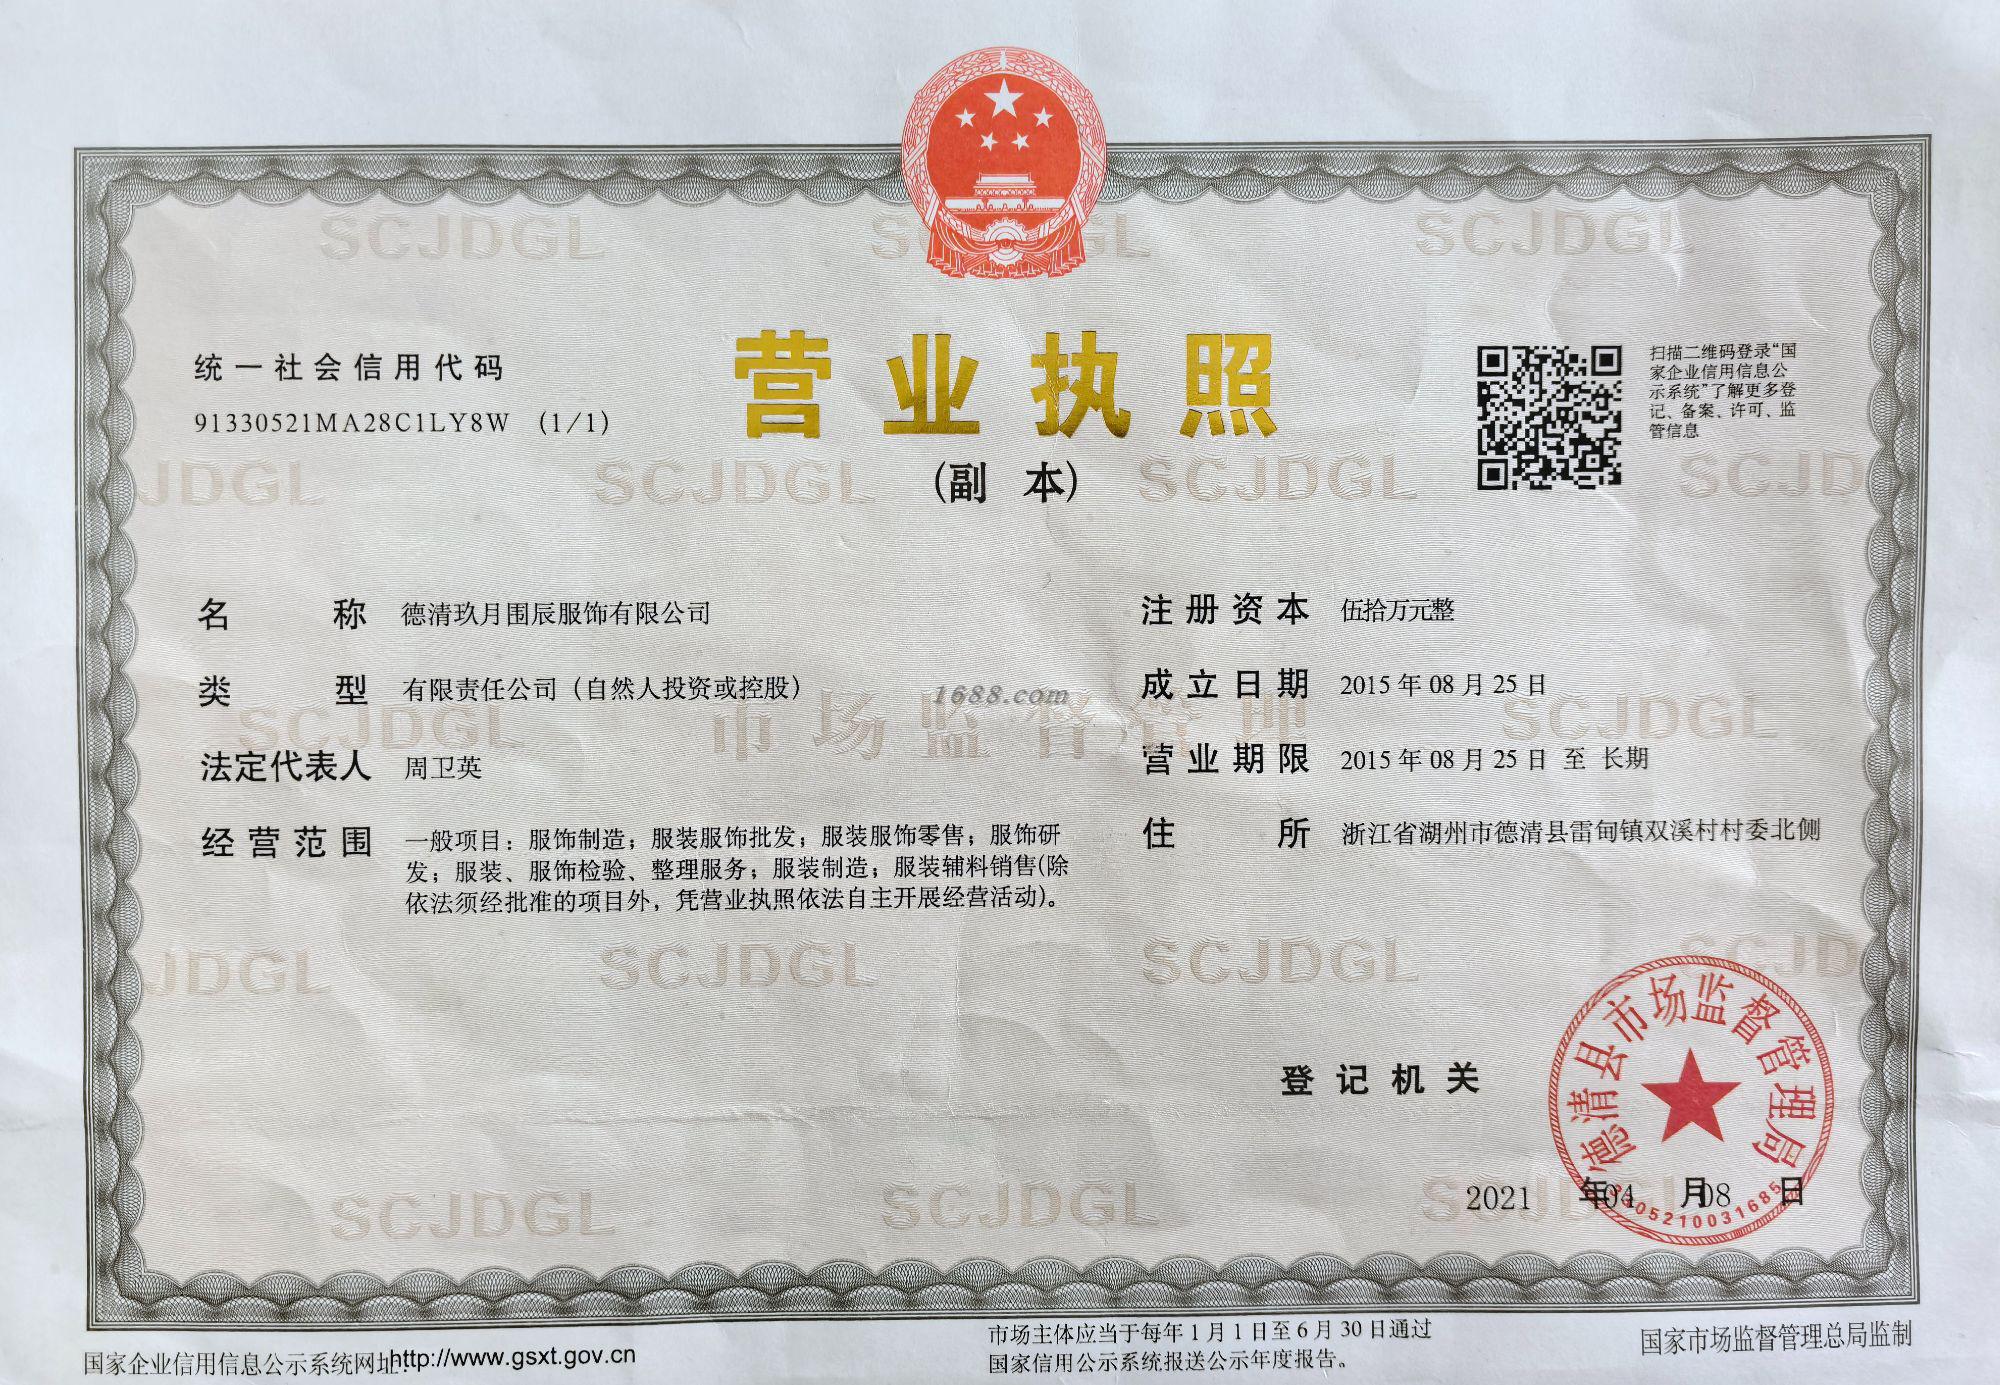 统一社会信用代码
91330521MA28C1LY8W (1/1)
营业执照
(副 本)
扫描二维码登录“国
家企业信用信息公
示系统”了解更多登
记、备案、许可、监
管信息
名 称 德清玖月围辰服饰有限公司
类 型 有限责任公司（自然人投资或控股）
法定代表人 周卫英
经营范围 一般项目：服饰制造；服装服饰批发；服装服饰零售；服饰研
发；服装、服饰检验、整理服务；服装制造；服装辅料销售(除
依法须经批准的项目外，凭营业执照依法自主开展经营活动)。
注册资本 伍拾万元整
成立日期 2015年08月25日
营业期限 2015年08月25日 至 长期
住 所 浙江省湖州市德清县雷甸镇双溪村村委北侧
1688.com
市场监督管理
SCJDGL
登记机关
德清县市场监督管理局
2021 年04 月08 日
3305210031685
国家企业信用信息公示系统网址:http://www.gsxt.gov.cn
市场主体应当于每年1月1日至6月30日通过
国家信用公示系统报送公示年度报告。
国家市场监督管理总局监制